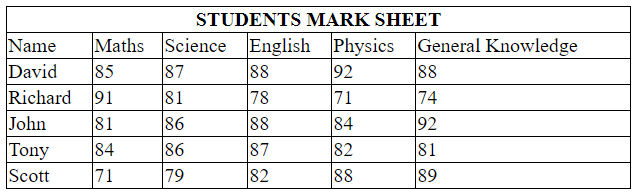 STUDENTS MARK SHEET
Name Maths Science English Physics General Knowledge
David 85 87 88 92 88
Richard 91 81 78 71 74
John 81 86 88 84 92
Tony 84 86 87 82 81
Scott 71 79 82 88 89